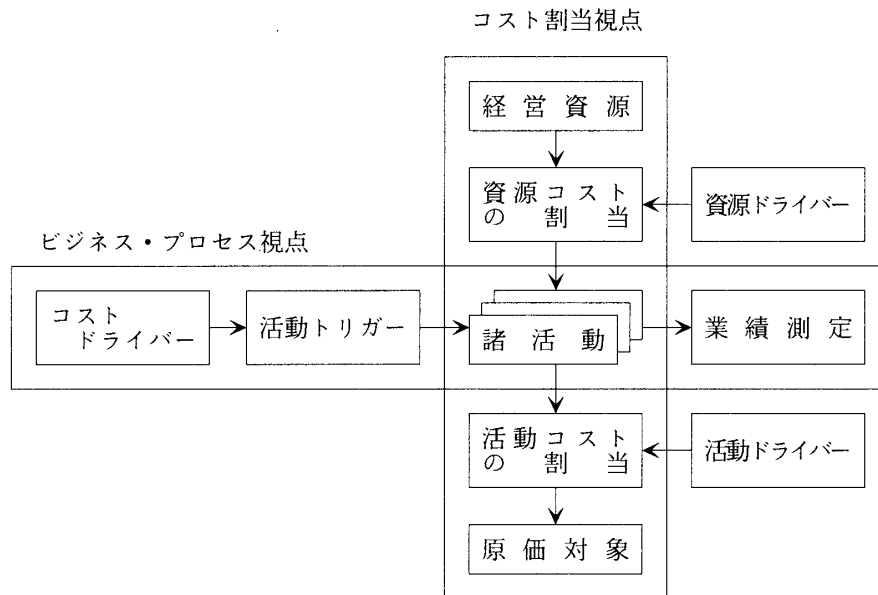 コスト割当視点
経営資源
資源コスト
の割当
資源ドライバー
ビジネス・プロセス視点
コスト
ドライバー
活動トリガー
諸活動
業績測定
活動コスト
の割当
活動ドライバー
原価対象